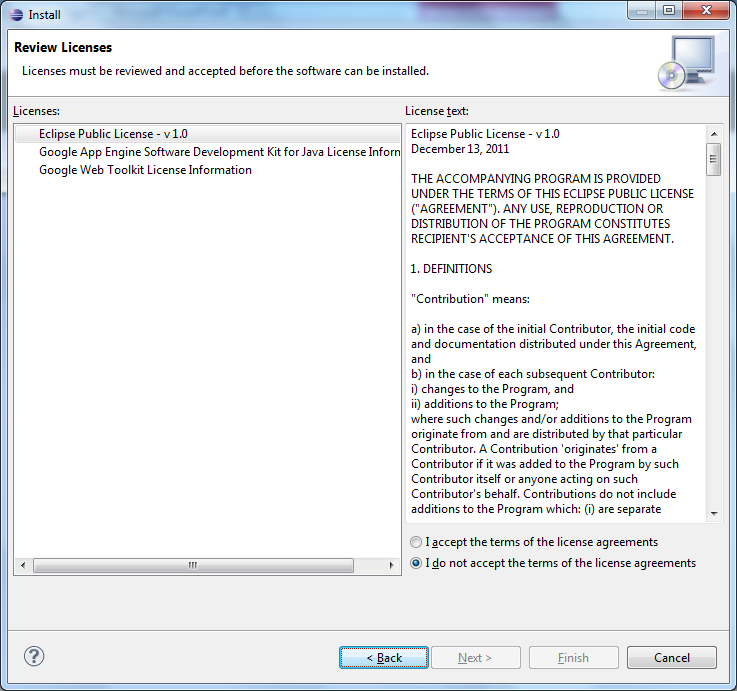 Install
Review Licenses
Licenses must be reviewed and accepted before the software can be installed.
Licenses:
Eclipse Public License - v 1.0
Google App Engine Software Development Kit for Java License Inforn
Google Web Toolkit License Information
License text:
Eclipse Public License - v 1.0
December 13, 2011
THE ACCOMPANYING PROGRAM IS PROVIDED
UNDER THE TERMS OF THIS ECLIPSE PUBLIC LICENSE
("AGREEMENT"). ANY USE, REPRODUCTION OR
DISTRIBUTION OF THE PROGRAM CONSTITUTES
RECIPIENT'S ACCEPTANCE OF THIS AGREEMENT.
1. DEFINITIONS
"Contribution" means:
a) in the case of the initial Contributor, the initial code
and documentation distributed under this Agreement,
and
b) in the case of each subsequent Contributor:
i) changes to the Program, and
ii) additions to the Program;
where such changes and/or additions to the Program
originate from and are distributed by that particular
Contributor. A Contribution 'originates' from a
Contributor if it was added to the Program by such
Contributor itself or anyone acting on such
Contributor's behalf. Contributions do not include
additions to the Program which: (i) are separate
I accept the terms of the license agreements
I do not accept the terms of the license agreements
?
< Back
Next >
Finish
Cancel